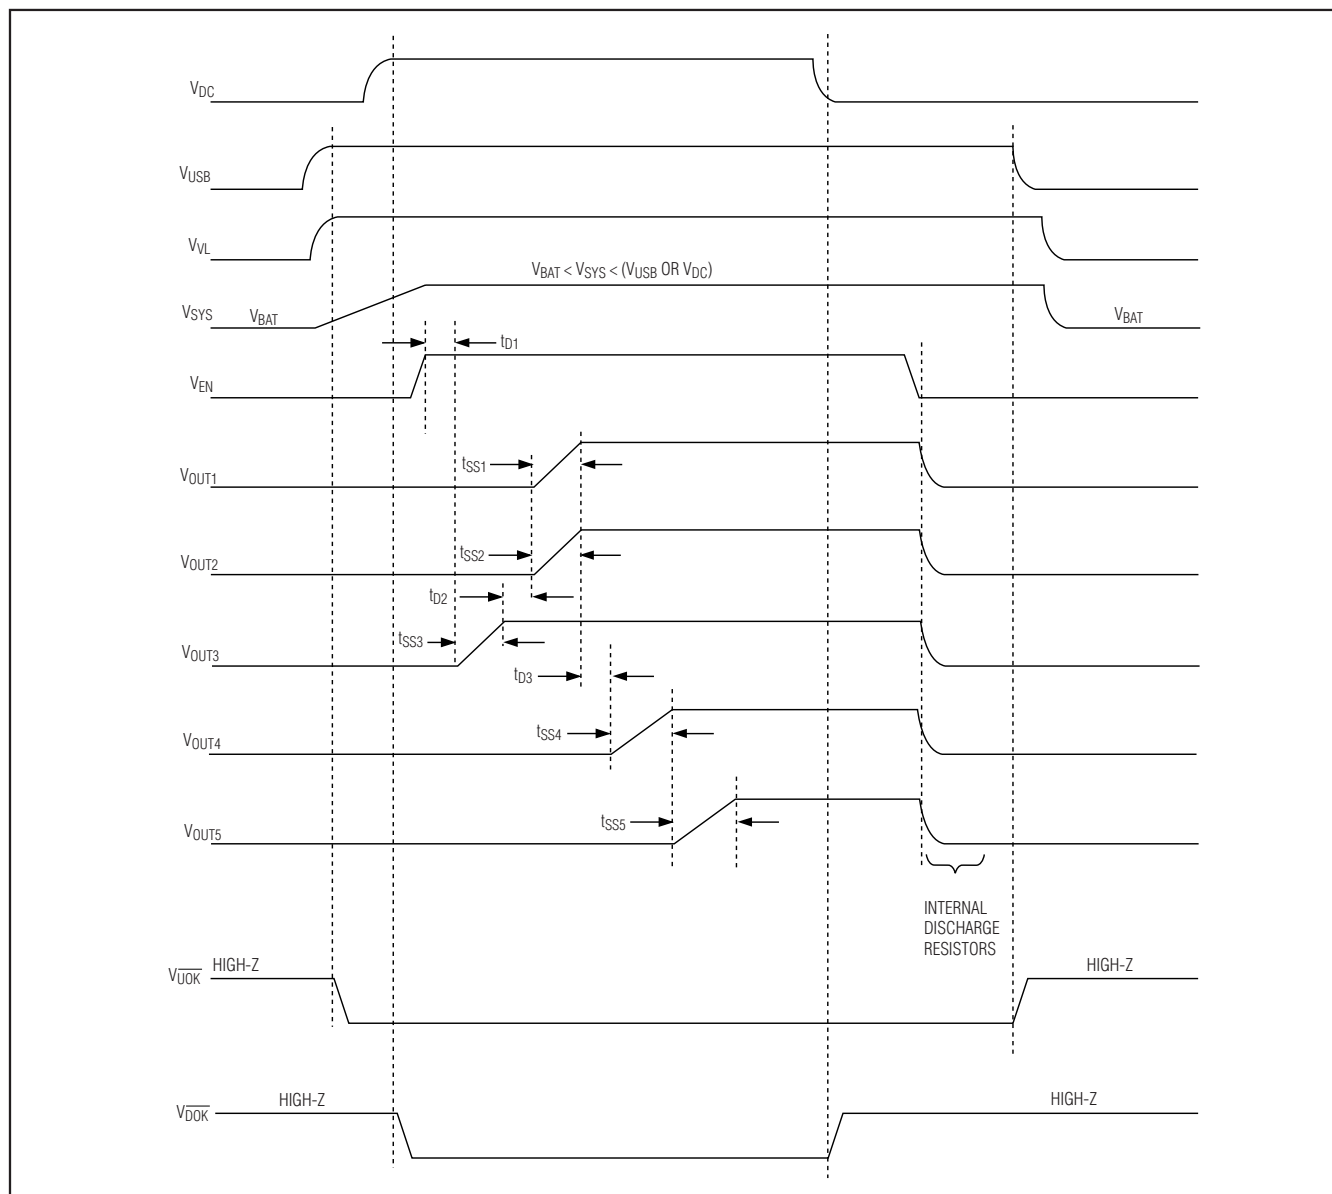 VDC
VUSB
VVL
VBAT < VSYS < (VUSB OR VDC)
VSYS
VBAT
VBAT
tD1
VEN
tSS1
VOUT1
tSS2
VOUT2
tD2
tSS3
VOUT3
tD3
tSS4
VOUT4
tSS5
VOUT5
INTERNAL
DISCHARGE
RESISTORS
VUOK
HIGH-Z
HIGH-Z
VDOK
HIGH-Z
HIGH-Z